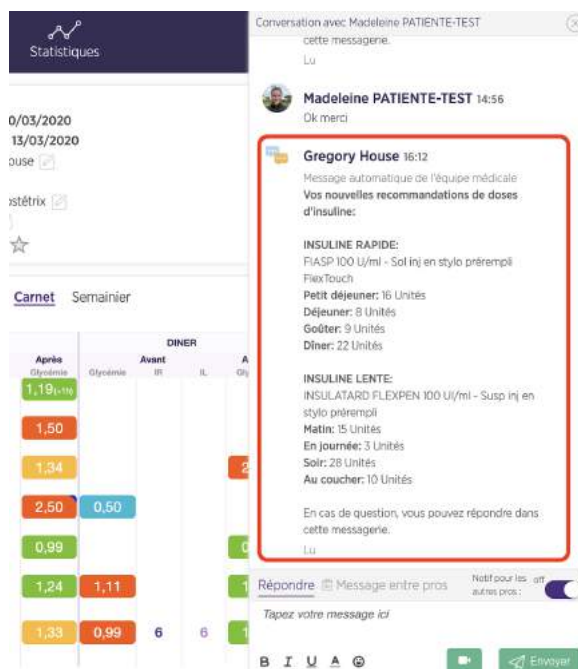 Statistiques
0/03/2020
13/03/2020
ouse
ostétrix
Carnet Semainier
DINER
Après Avant A
Glycémie Glycémie IR IL Gly
1,19
1,50
1,34 2
2,50 0,50
0,99 0
1,24 1,11 1
1,33 0,99 6 6 1
Conversation avec Madeleine PATIENTE-TEST
cette messagerie.
Lu
Madeleine PATIENTE-TEST 14:56
Ok merci
Gregory House 16:12
Message automatique de l'équipe médicale
Vos nouvelles recommandations de doses
d'insuline:
INSULINE RAPIDE:
FIASP 100 U/ml - Sol inj en stylo prérempli
FlexTouch
Petit déjeuner: 16 Unités
Déjeuner: 8 Unités
Goûter: 9 Unités
Dîner: 22 Unités
INSULINE LENTE:
INSULATARD FLEXPEN 100 UI/ml - Susp inj en
stylo prérempli
Matin: 15 Unités
En journée: 3 Unités
Soir: 28 Unités
Au coucher: 10 Unités
En cas de question, vous pouvez répondre dans
cette messagerie.
Lu
Répondre Message entre pros Notif pour les off
autres pros :
Tapez votre message ici
B I U A
Envoyer